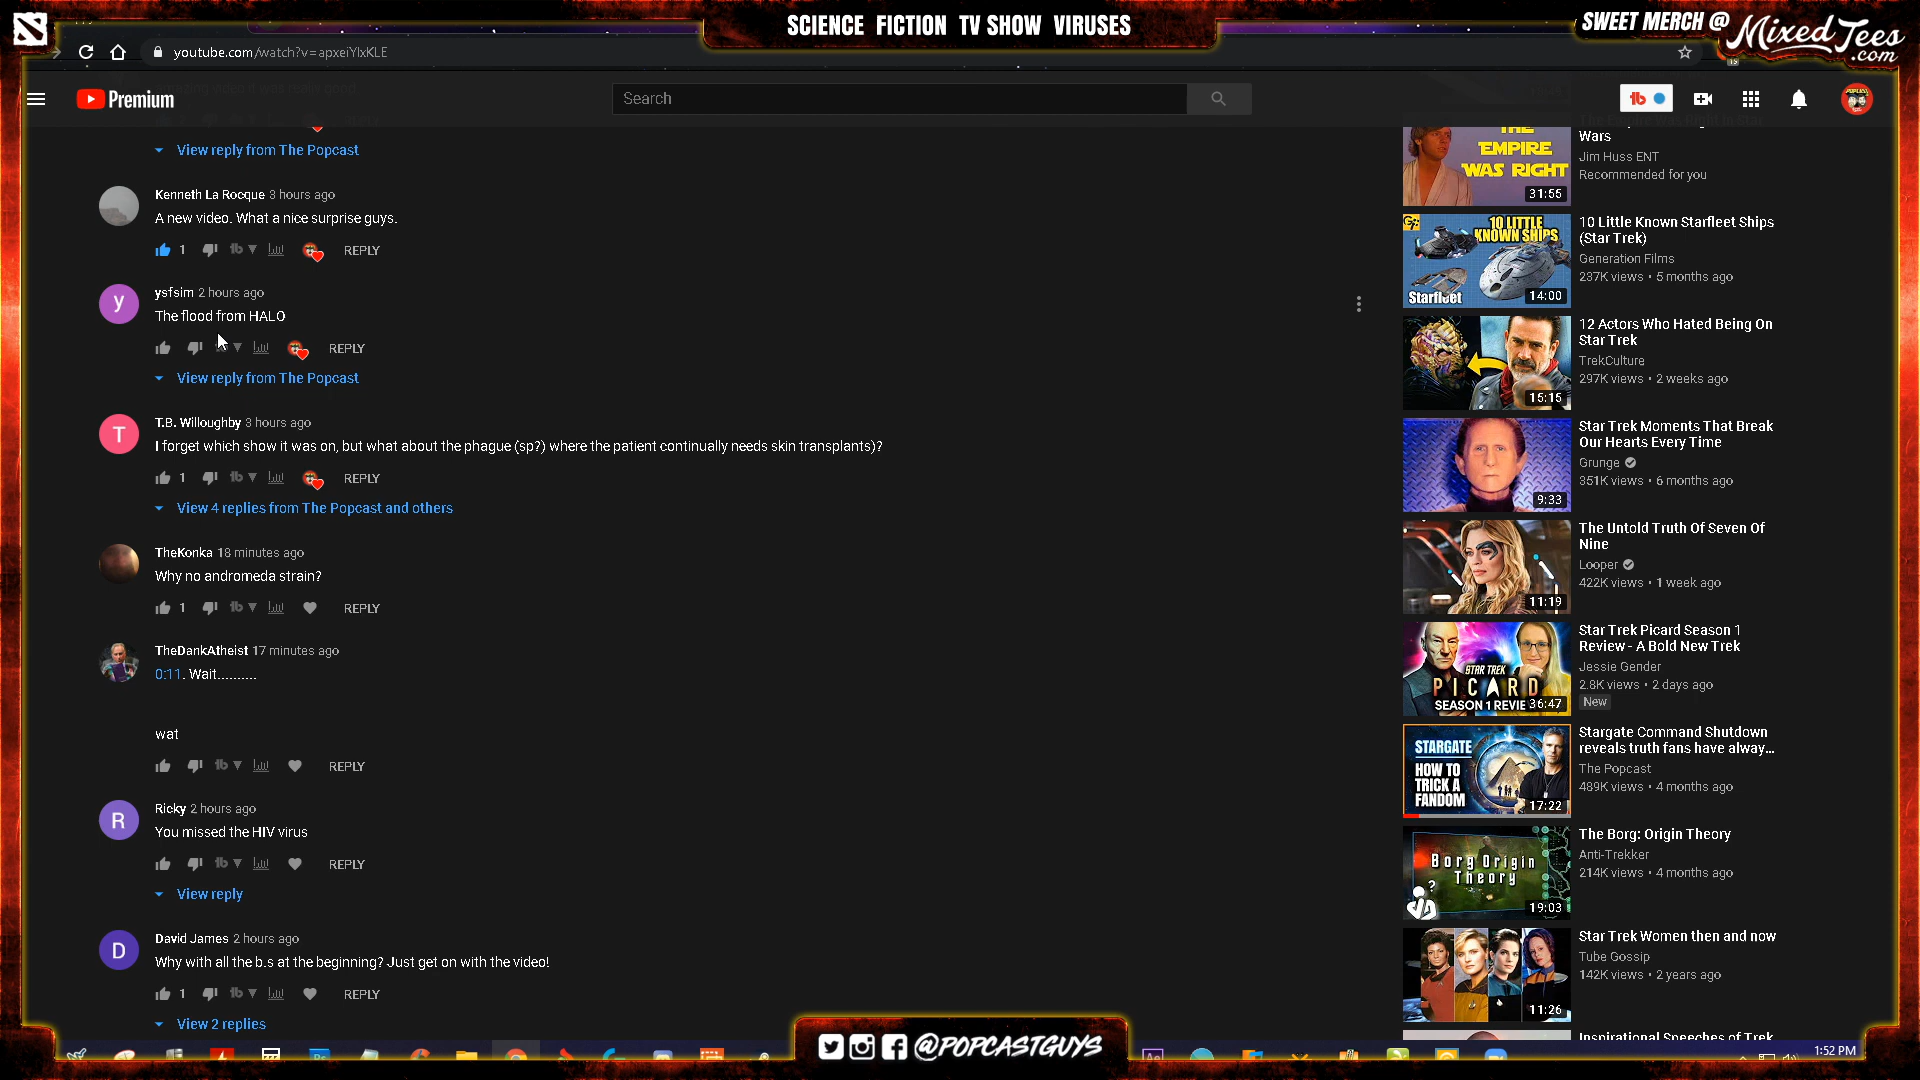 SCIENCE FICTION TV SHOW VIRUSES
SWEET MERCH @
MixedTees
.com
youtube.com/watch?v=apxeiYlxKLE
Premium
Search
View reply from The Popcast
Kenneth La Rocque 3 hours ago
A new video. What a nice surprise guys.
1 REPLY
y
ysfsim 2 hours ago
The flood from HALO
REPLY
View reply from The Popcast
T
T.B. Willoughby 3 hours ago
I forget which show it was on, but what about the phague (sp?) where the patient continually needs skin transplants)?
1 REPLY
View 4 replies from The Popcast and others
TheKonka 18 minutes ago
Why no andromeda strain?
1 REPLY
TheDankAtheist 17 minutes ago
0:11. Wait..........
wat
REPLY
R
Ricky 2 hours ago
You missed the HIV virus
REPLY
View reply
D
David James 2 hours ago
Why with all the b.s at the beginning? Just get on with the video!
1 REPLY
View 2 replies
THE
EMPIRE
WAS RIGHT
31:55
Wars
Jim Huss ENT
Recommended for you
10 LITTLE
KNOWN SHIPS
Starfleet
14:00
10 Little Known Starfleet Ships
(Star Trek)
Generation Films
237K views • 5 months ago
15:15
12 Actors Who Hated Being On
Star Trek
TrekCulture
297K views • 2 weeks ago
9:33
Star Trek Moments That Break
Our Hearts Every Time
Grunge
351K views • 6 months ago
11:19
The Untold Truth Of Seven Of
Nine
Looper
422K views • 1 week ago
STAR TREK
PICARD
SEASON 1 REVIE
36:47
Star Trek Picard Season 1
Review - A Bold New Trek
Jessie Gender
2.8K views • 2 days ago
New
STARGATE
HOW TO
TRICK A
FANDOM
17:22
Stargate Command Shutdown
reveals truth fans have alway...
The Popcast
489K views • 4 months ago
Borg Origin
Theory
?
19:03
The Borg: Origin Theory
Anti-Trekker
214K views • 4 months ago
11:26
Star Trek Women then and now
Tube Gossip
142K views • 2 years ago
Inspirational Speeches of Trek
@POPCASTGUYS
1:52 PM